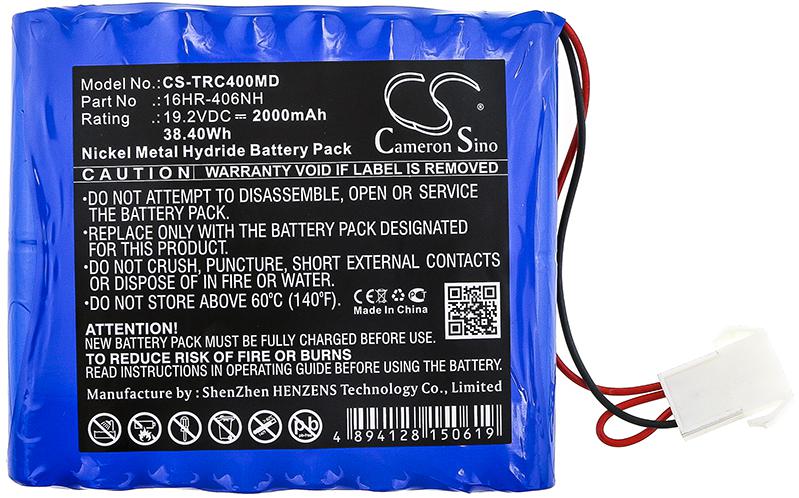 Model No.: CS-TRC400MD
Part No : 16HR-406NH
Rating : 19.2VDC⎓ 2000mAh
38.40Wh
Nickel Metal Hydride Battery Pack
CS
Cameron Sino
CAUTION WARRANTY VOID IF LABEL IS REMOVED
·DO NOT ATTEMPT TO DISASSEMBLE, OPEN OR SERVICE
THE BATTERY PACK.
·REPLACE ONLY WITH THE BATTERY PACK DESIGNATED
FOR THIS PRODUCT.
·DO NOT CRUSH, PUNCTURE, SHORT EXTERNAL CONTACTS
OR DISPOSE OF IN FIRE OR WATER.
·DO NOT STORE ABOVE 60°C (140°F).
CE
Made In China
ATTENTION!
NEW BATTERY PACK MUST BE FULLY CHARGED BEFORE USE.
TO REDUCE RISK OF FIRE OR BURNS
READ INSTRUCTIONS IN OPERATING GUIDE BEFORE USING THE BATTERY.
Manufacture by : ShenZhen HENZENS Technology Co., Limited
4 894128 150619